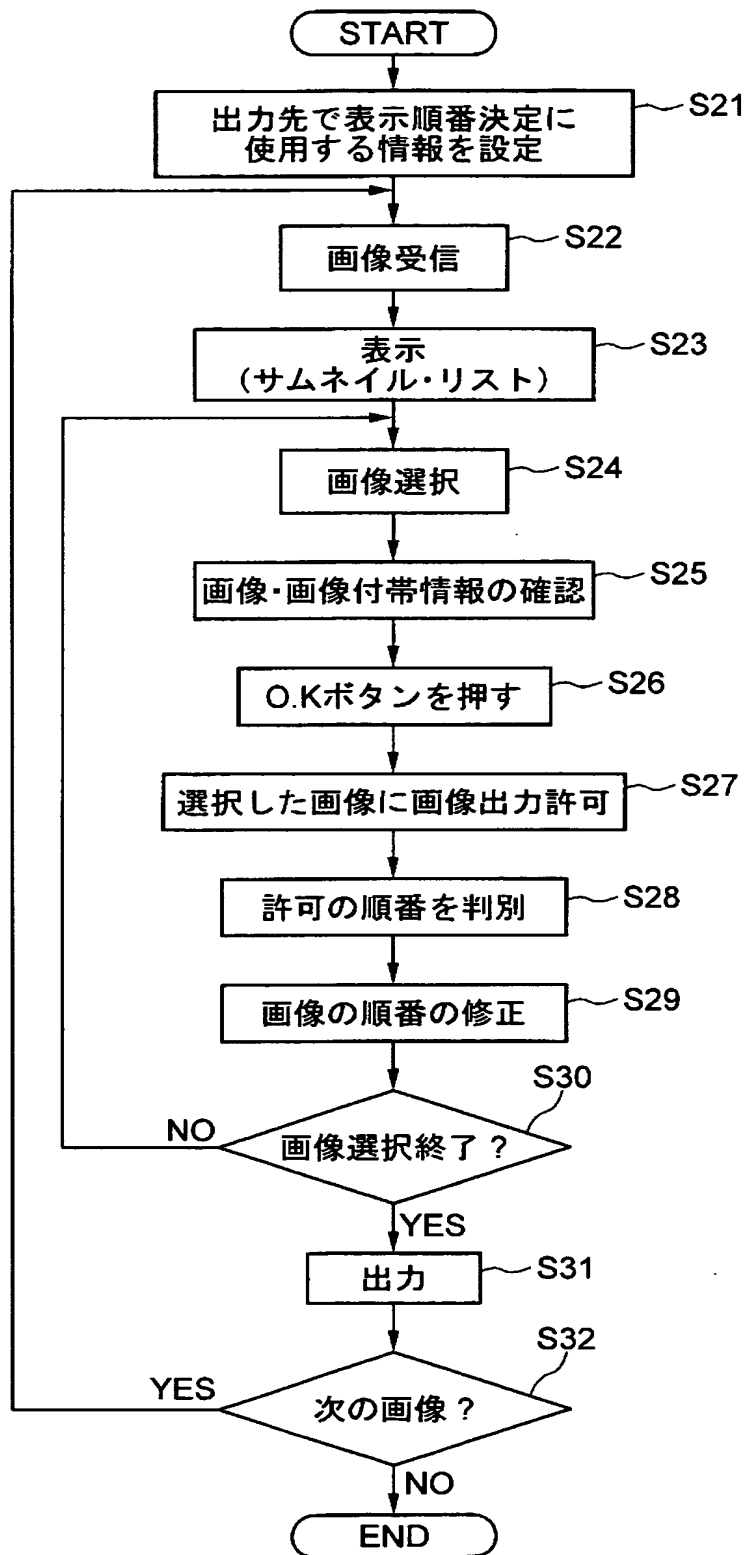 START
S21
出力先で表示順番決定に
使用する情報を設定
S22
画像受信
S23
表示
(サムネイル・リスト)
S24
画像選択
S25
画像・画像付帯情報の確認
S26
O.Kボタンを押す
S27
選択した画像に画像出力許可
S28
許可の順番を判別
S29
画像の順番の修正
S30
NO
画像選択終了?
YES
S31
出力
S32
YES
次の画像?
NO
END